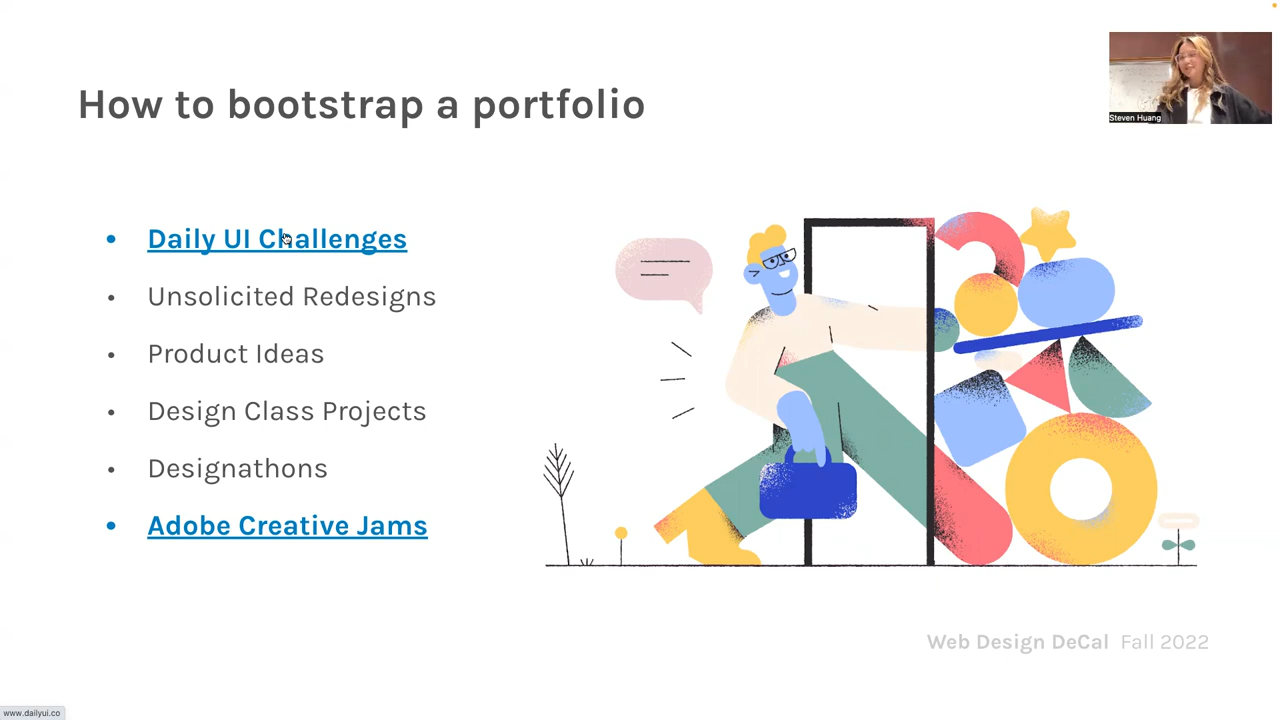 How to bootstrap a portfolio
Steven Huang
Daily UI Challenges
Unsolicited Redesigns
Product Ideas
Design Class Projects
Designathons
Adobe Creative Jams
Web Design DeCal Fall 2022
www.dailyui.co